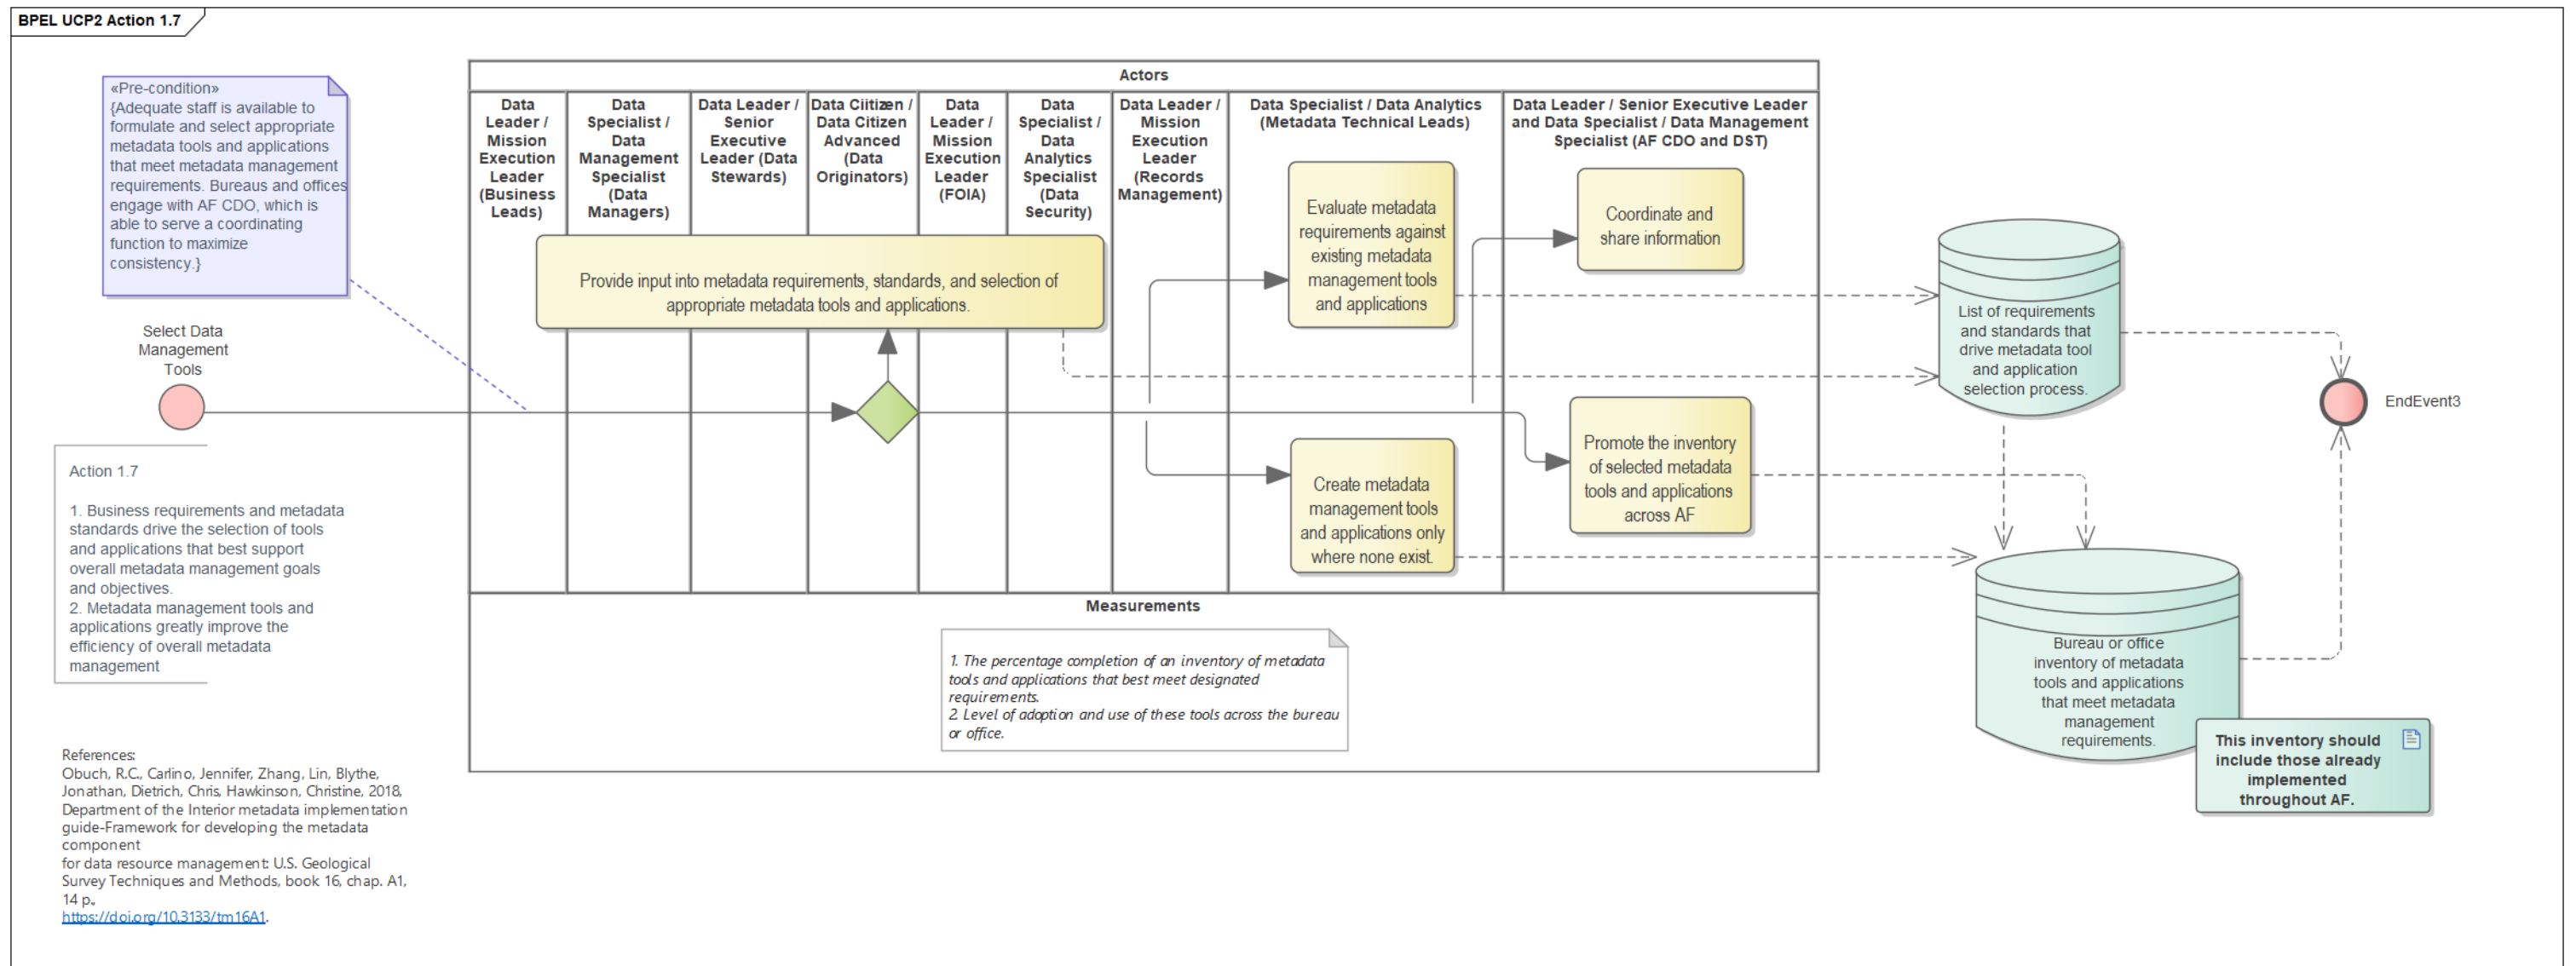 BPEL UCP2 Action 1.7
«Pre-condition»
{Adequate staff is available to
formulate and select appropriate
metadata tools and applications
that meet metadata management
requirements. Bureaus and offices
engage with AF CDO, which is
able to serve a coordinating
function to maximize
consistency.}
Select Data
Management
Tools
Action 1.7
1. Business requirements and metadata
standards drive the selection of tools
and applications that best support
overall metadata management goals
and objectives.
2. Metadata management tools and
applications greatly improve the
efficiency of overall metadata
management
References:
Obuch, R.C., Carlino, Jennifer, Zhang, Lin, Blythe,
Jonathan, Dietrich, Chris, Hawkinson, Christine, 2018,
Department of the Interior metadata implementation
guide-Framework for developing the metadata
component
for data resource management: U.S. Geological
Survey Techniques and Methods, book 16, chap. A1,
14 p.,
https://doi.org/10.3133/tm16A1.
Actors
Data
Leader /
Mission
Execution
Leader
(Business
Leads)
Data
Specialist /
Data
Management
Specialist
(Data
Managers)
Data Leader /
Senior
Executive
Leader (Data
Stewards)
Data Ciitizen /
Data Citizen
Advanced
(Data
Originators)
Data
Leader /
Mission
Execution
Leader
(FOIA)
Data
Specialist /
Data
Analytics
Specialist
(Data
Security)
Data Leader /
Mission
Execution
Leader
(Records
Management)
Data Specialist / Data Analytics
(Metadata Technical Leads)
Data Leader / Senior Executive Leader
and Data Specialist / Data Management
Specialist (AF CDO and DST)
Provide input into metadata requirements, standards, and selection of
appropriate metadata tools and applications.
Evaluate metadata
requirements against
existing metadata
management tools
and applications
Coordinate and
share information
Create metadata
management tools
and applications only
where none exist.
Promote the inventory
of selected metadata
tools and applications
across AF
Measurements
1. The percentage completion of an inventory of metadata
tools and applications that best meet designated
requirements.
2. Level of adoption and use of these tools across the bureau
or office.
List of requirements
and standards that
drive metadata tool
and application
selection process.
EndEvent3
Bureau or office
inventory of metadata
tools and applications
that meet metadata
management
requirements.
This inventory should
include those already
implemented
throughout AF.